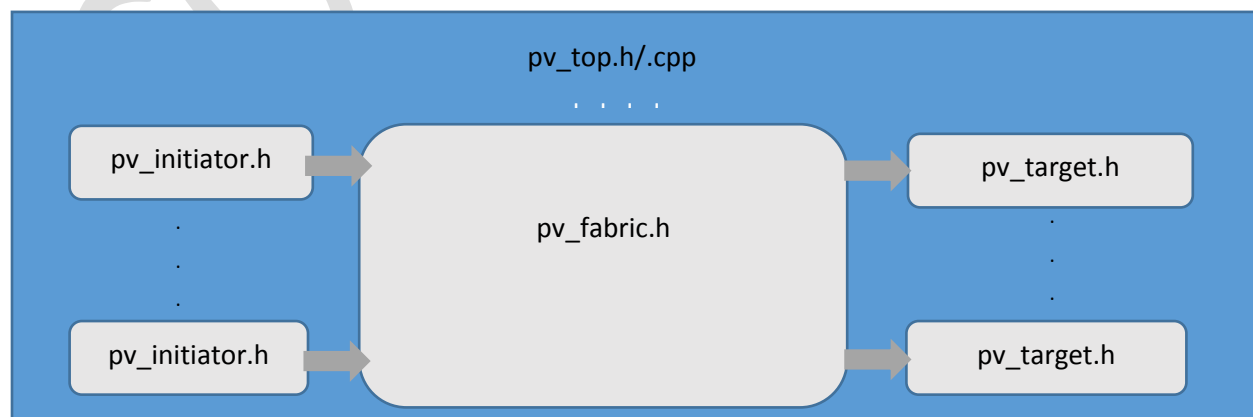 pv_top.h/.cpp
. . . .
pv_initiator.h
pv_target.h
pv_fabric.h
.
.
.
.
.
.
pv_initiator.h
pv_target.h